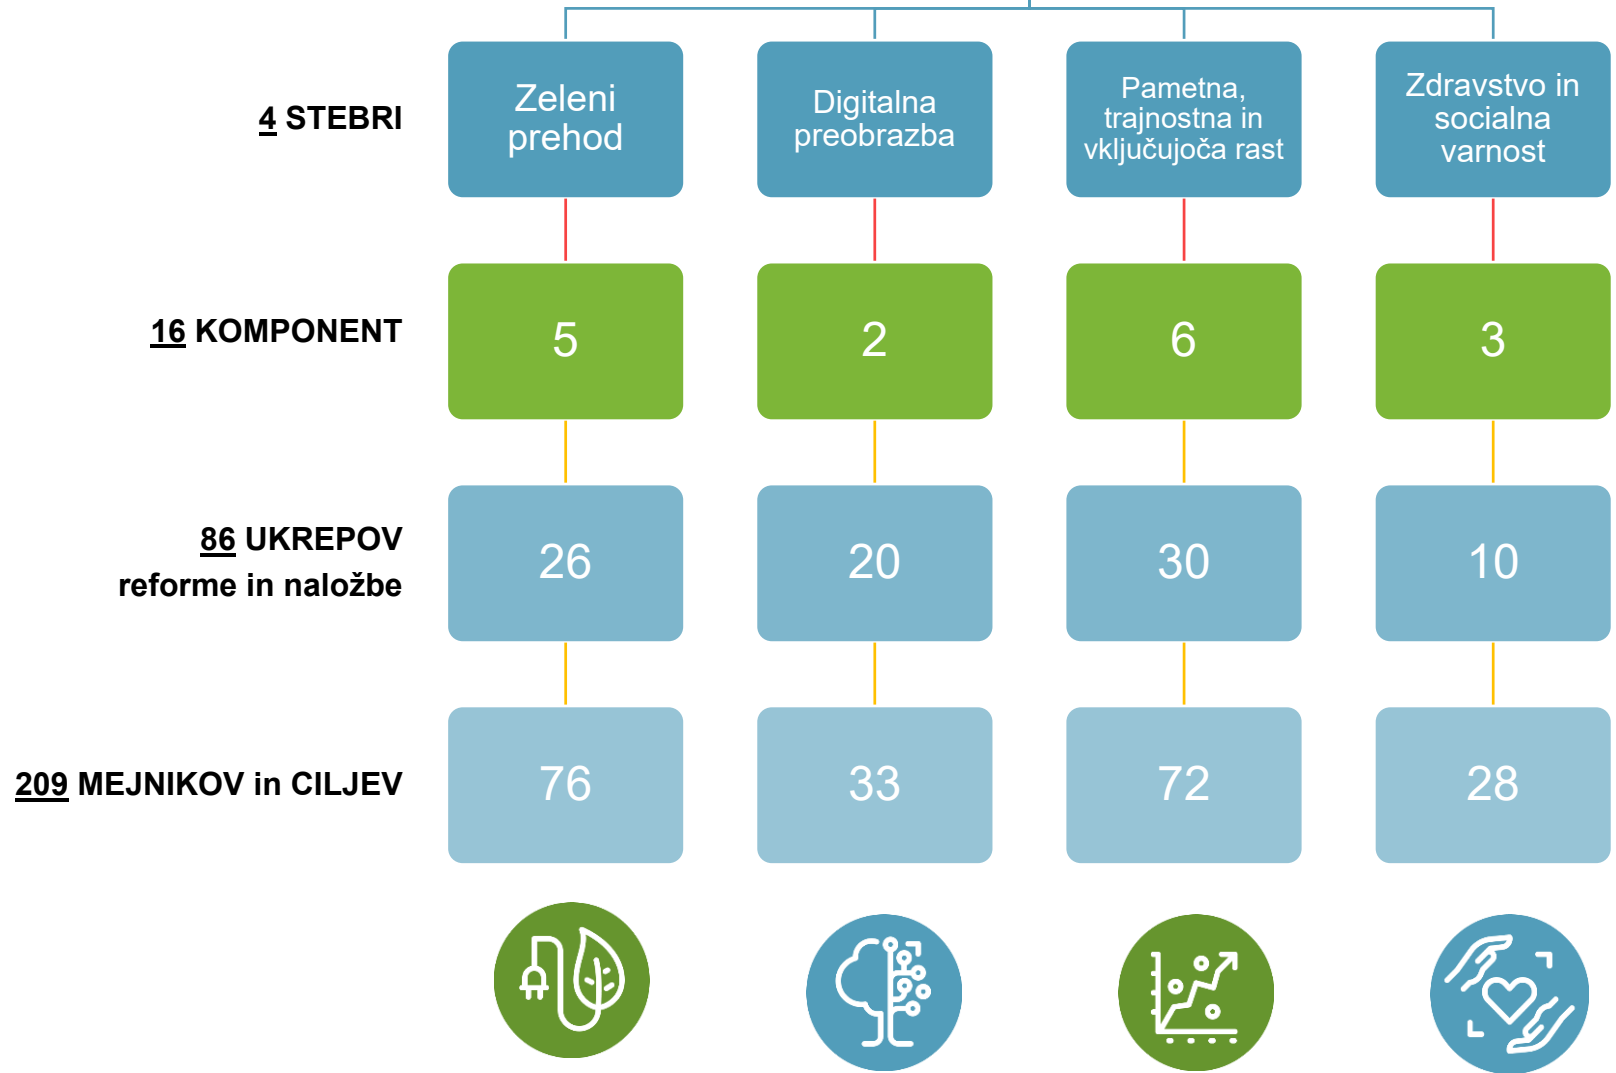 4 STEBRI
Zeleni
prehod
Digitalna
preobrazba
Pametna,
trajnostna in
vključujoča rast
Zdravstvo in
socialna
varnost
16 KOMPONENT
5
2
6
3
86 UKREPOV
reforme in naložbe
26
20
30
10
209 MEJNIKOV in CILJEV
76
33
72
28